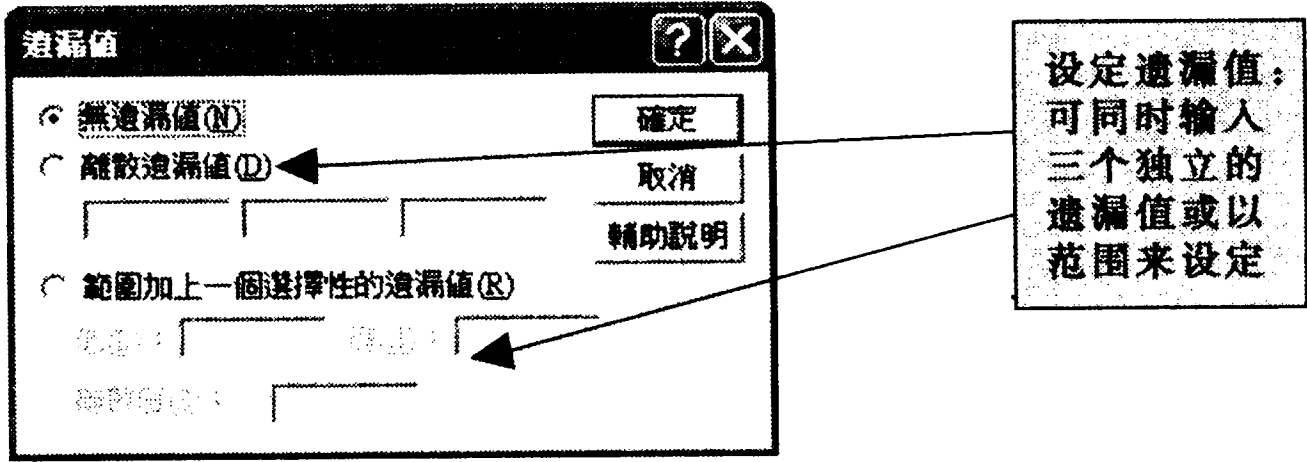 遺漏值
無遺漏值(N)
確定
離散遺漏值(D)
取消
輔助說明
範圍加上一個選擇性的遺漏值(R)
设定遗漏值：
可同时输入
三个独立的
遗漏值或以
范围来设定